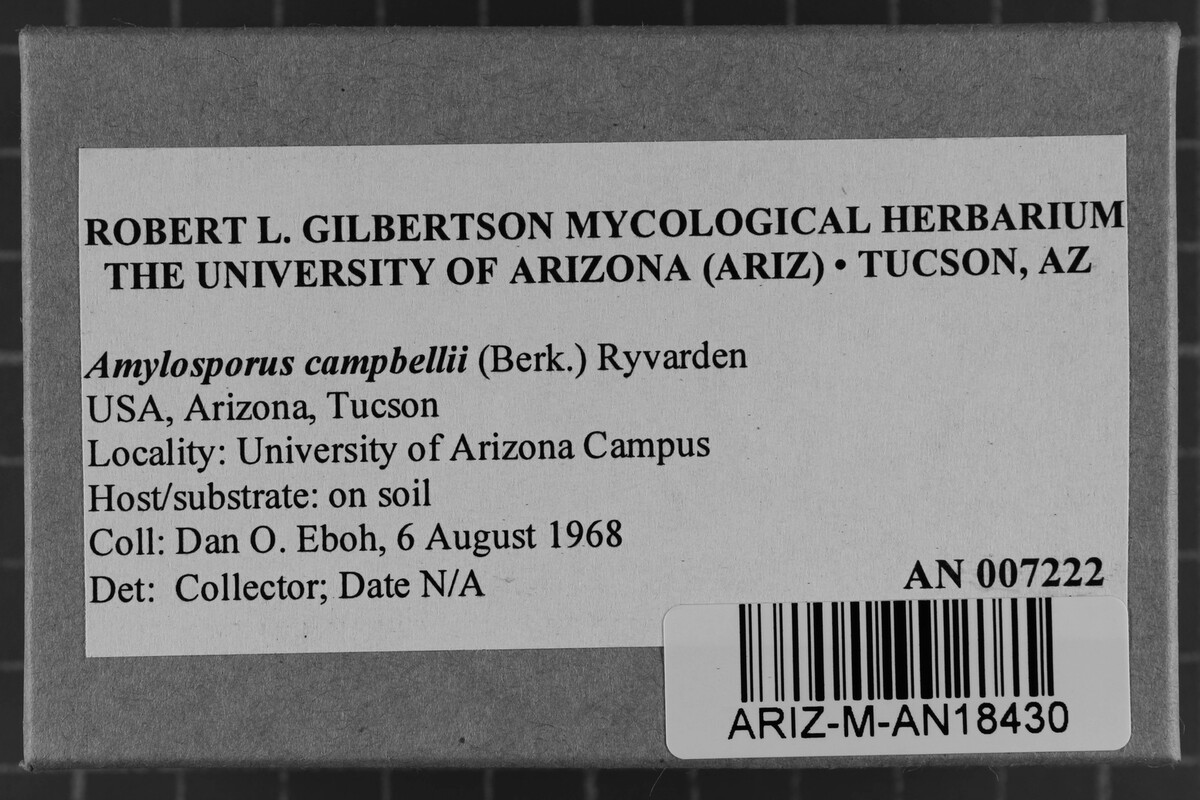 ROBERT L. GILBERTSON MYCOLOGICAL HERBARIUM
THE UNIVERSITY OF ARIZONA (ARIZ) • TUCSON, AZ
Amylosporus campbellii (Berk.) Ryvarden
USA, Arizona, Tucson
Locality: University of Arizona Campus
Host/substrate: on soil
Coll: Dan O. Eboh, 6 August 1968
Det: Collector; Date N/A
AN 007222
ARIZ-M-AN18430